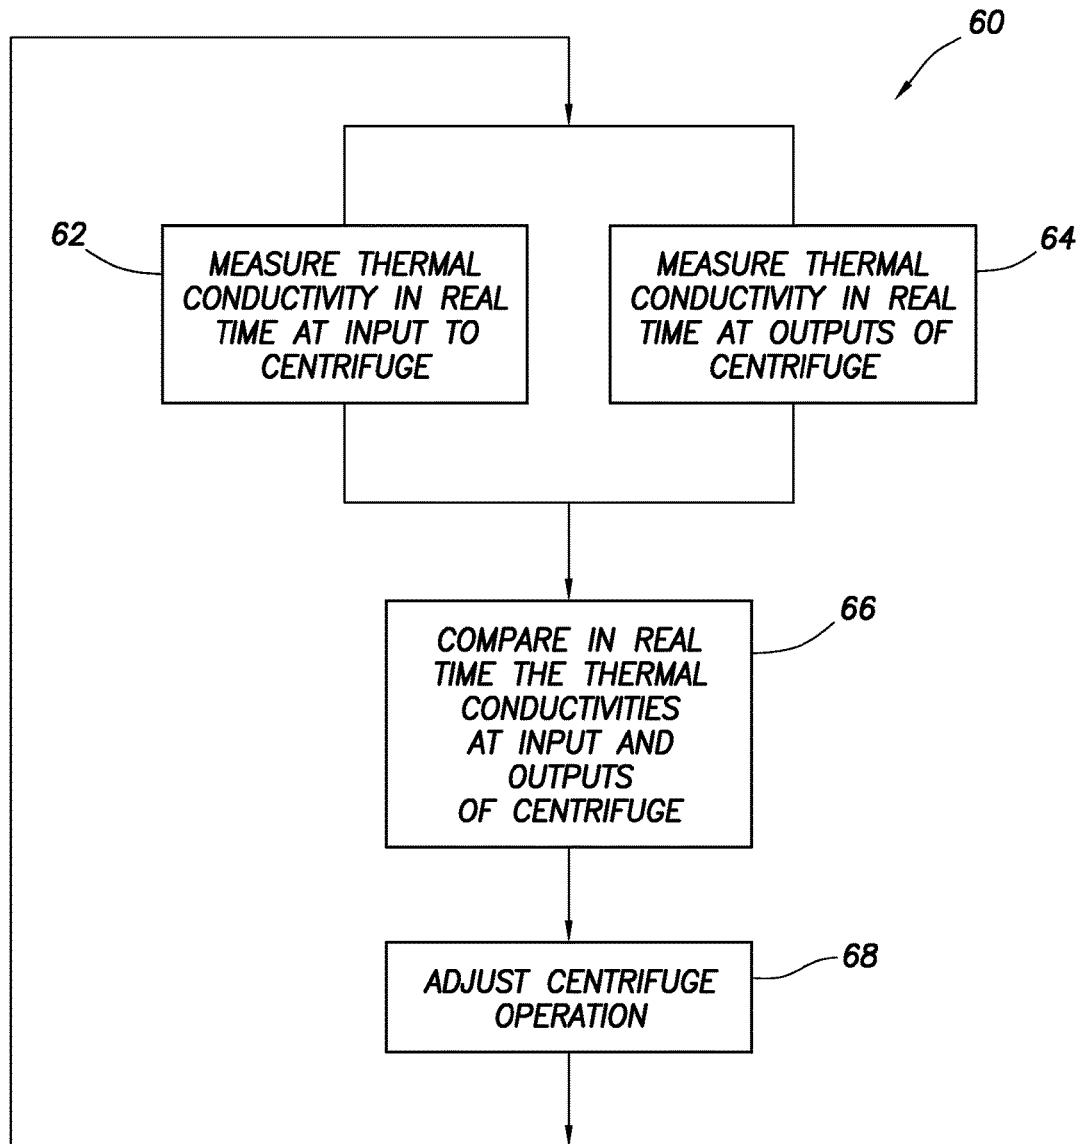 60
62
MEASURE THERMAL
CONDUCTIVITY IN REAL
TIME AT INPUT TO
CENTRIFUGE
MEASURE THERMAL
CONDUCTIVITY IN REAL
TIME AT OUTPUTS OF
CENTRIFUGE
64
COMPARE IN REAL
TIME THE THERMAL
CONDUCTIVITIES
AT INPUT AND
OUTPUTS
OF CENTRIFUGE
66
ADJUST CENTRIFUGE
OPERATION
68